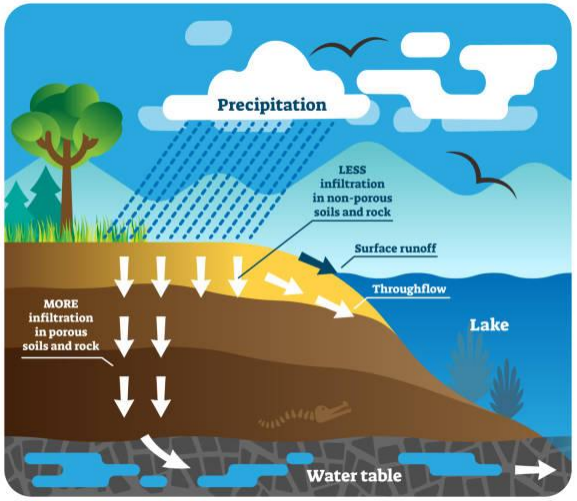 Precipitation
LESS
infiltration
in non-porous
soils and rock
Surface runoff
Throughflow
MORE
infiltration
in porous
soils and rock
Lake
Water table